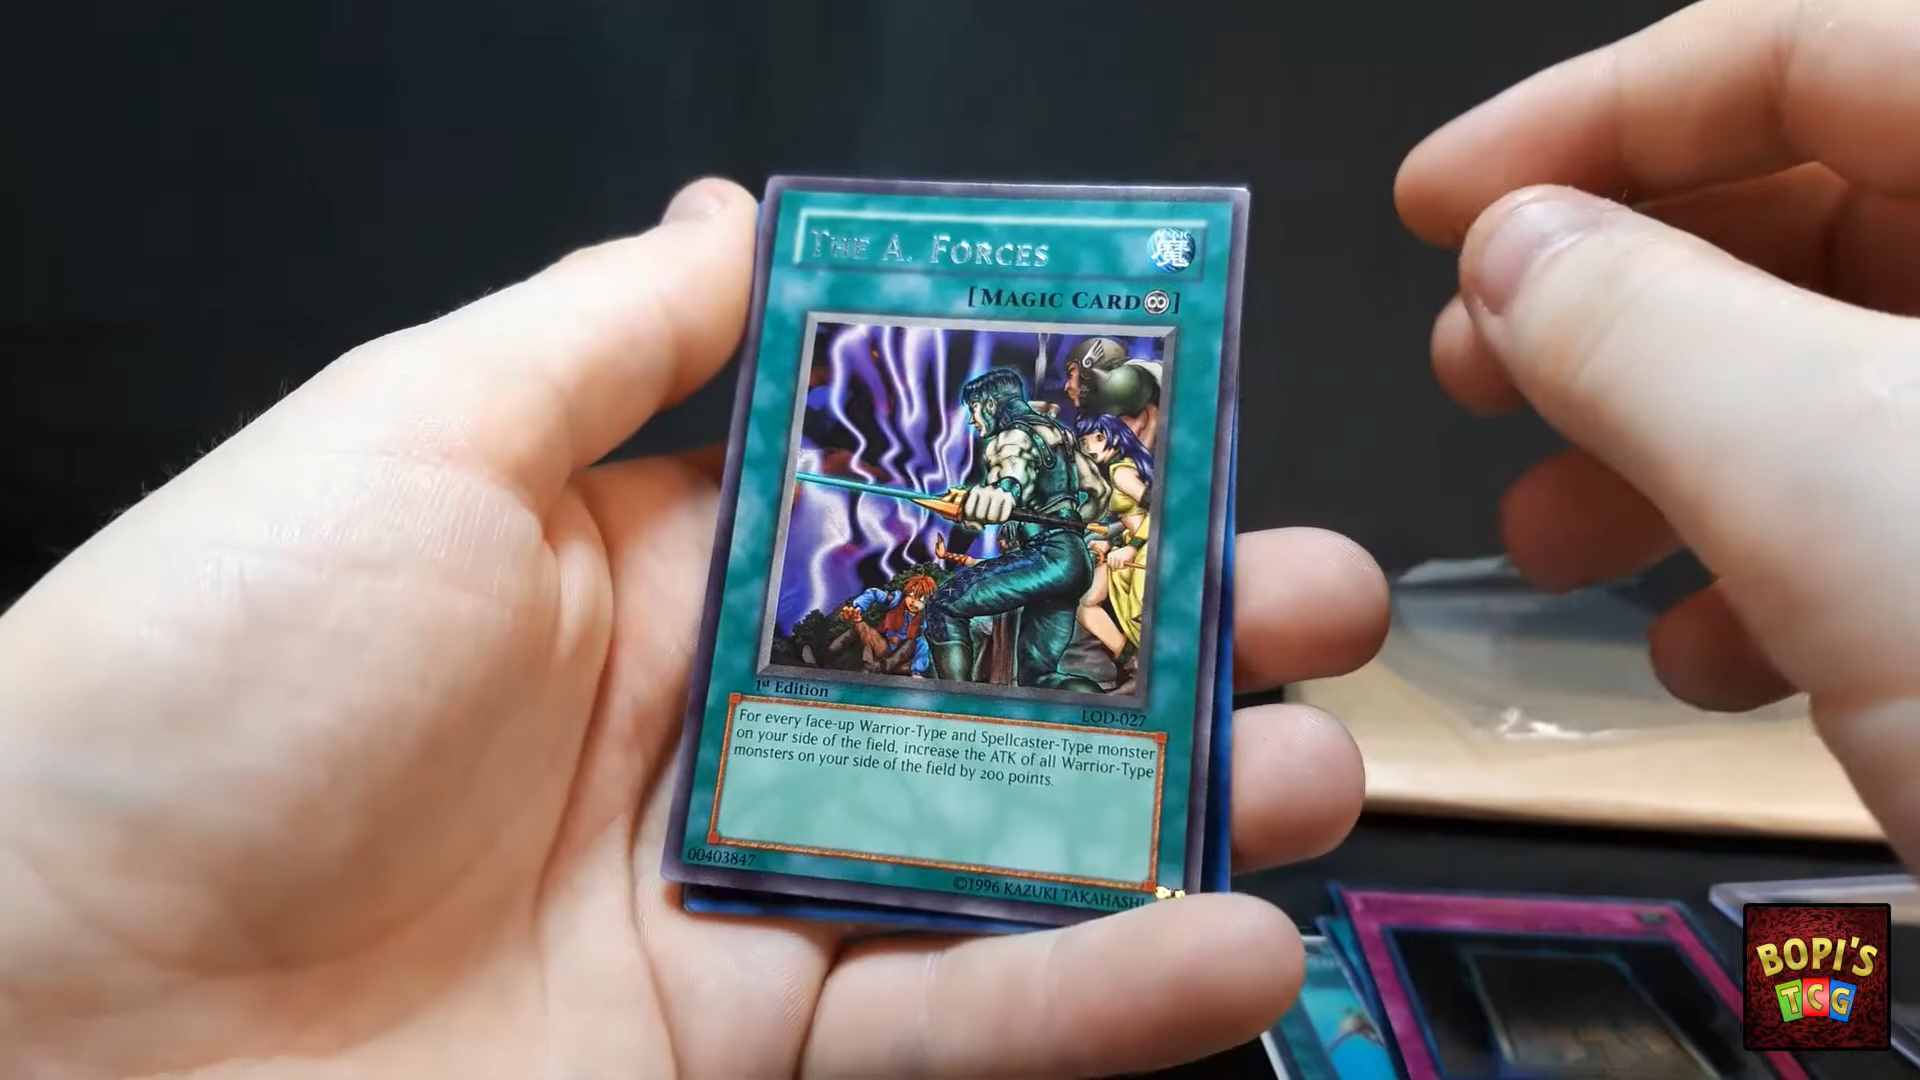 The A. Forces
魔
[Magic Card]
1st Edition
LOD-027
For every face-up Warrior-Type and Spellcaster-Type monster
on your side of the field, increase the ATK of all Warrior-Type
monsters on your side of the field by 200 points.
00403847
©1996 KAZUKI TAKAHASHI
BOPI'S
TCG